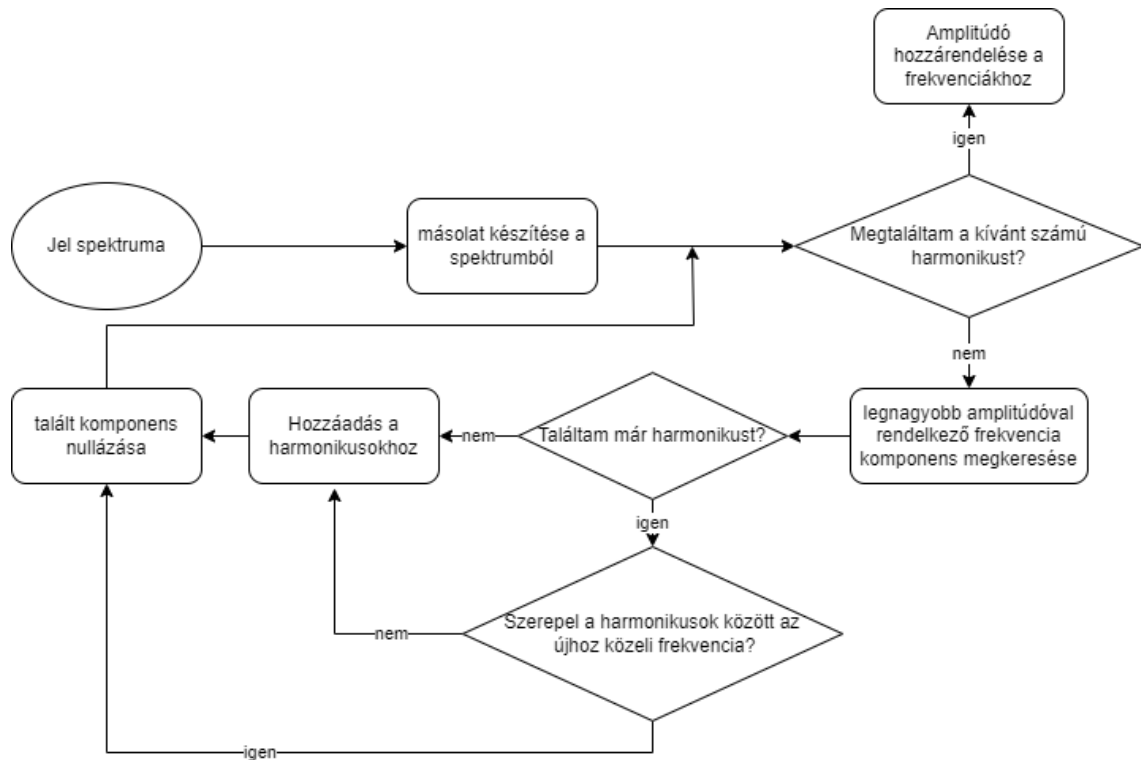 Amplitúdó
hozzárendelése a
frekvenciákhoz
igen
Jel spektruma
másolat készítése a
spektrumból
Megtaláltam a kívánt számú
harmonikust?
nem
talált komponens
nullázása
Hozzáadás a
harmonikusokhoz
nem
Találtam már harmonikust?
legnagyobb amplitúdóval
rendelkező frekvencia
komponens megkeresése
igen
Szerepel a harmonikusok között az
újhoz közeli frekvencia?
nem
igen